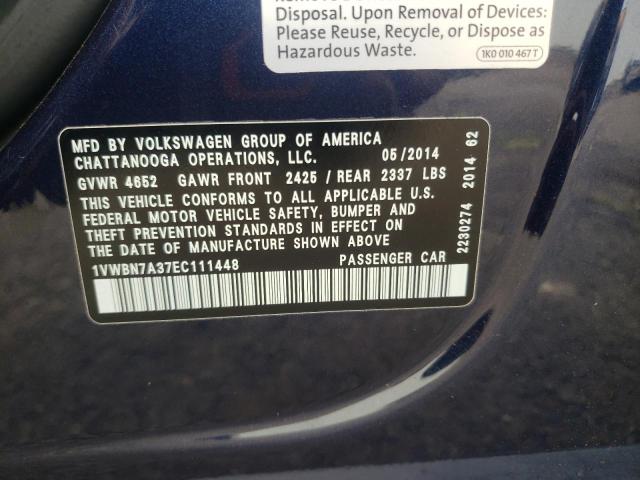 Disposal. Upon Removal of Devices:
Please Reuse, Recycle, or Dispose as
Hazardous Waste.
1K0 010 467 T
MFD BY VOLKSWAGEN GROUP OF AMERICA
CHATTANOOGA OPERATIONS, LLC. 05/2014
GVWR 4652 GAWR FRONT 2425 / REAR 2337 LBS
THIS VEHICLE CONFORMS TO ALL APPLICABLE U.S.
FEDERAL MOTOR VEHICLE SAFETY, BUMPER AND
THEFT PREVENTION STANDARDS IN EFFECT ON
THE DATE OF MANUFACTURE SHOWN ABOVE
1VWBN7A37EC111448 PASSENGER CAR
2230274 2014 62